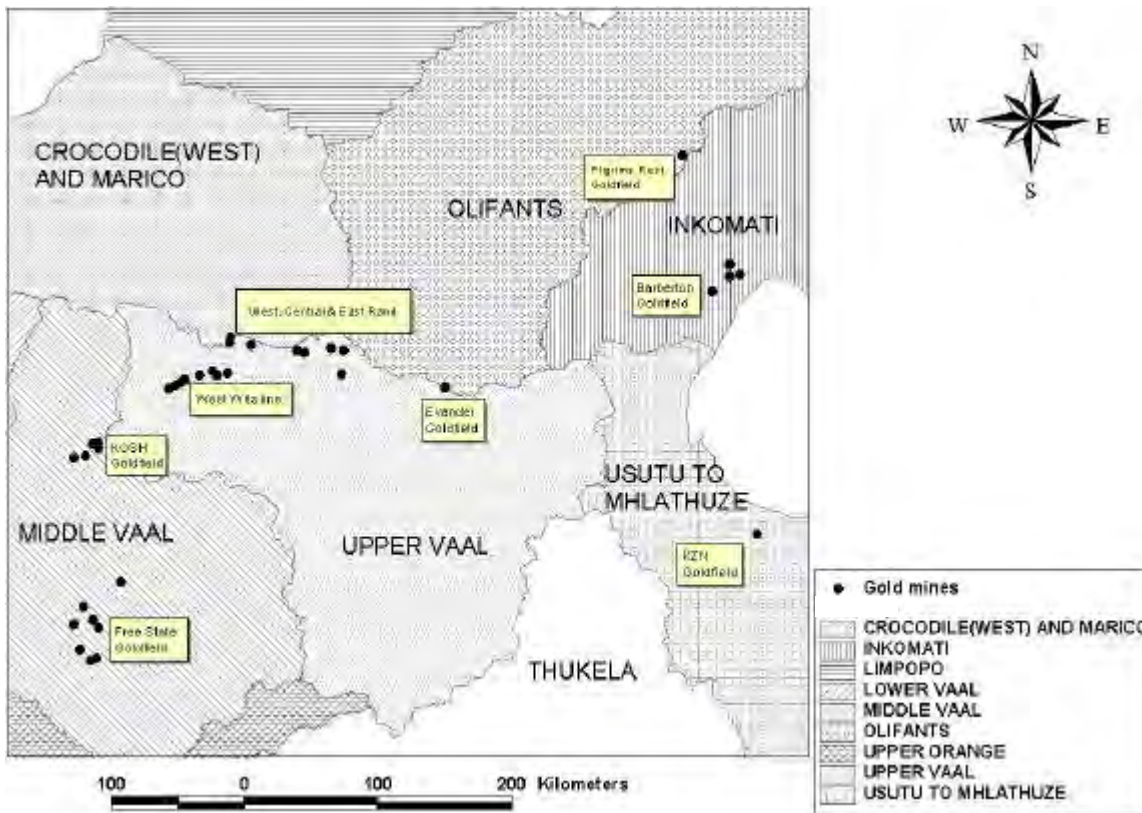 N
W
E
S
CROCODILE(WEST)
AND MARICO
Pilgrims Rest
Goldfield
OLIFANTS
INKOMATI
Barberton
Goldfield
West, Central & East Rand
West Wits line
Evander
Goldfield
KOSH
Goldfield
USUTU TO
MHLATHUZE
MIDDLE VAAL
UPPER VAAL
KZN
Goldfield
Free State
Goldfield
THUKELA
Gold mines
CROCODILE(WEST) AND MARICO
INKOMATI
LIMPOPO
LOWER VAAL
MIDDLE VAAL
OLIFANTS
UPPER ORANGE
UPPER VAAL
USUTU TO MHLATHUZE
100 0 100 200 Kilometers